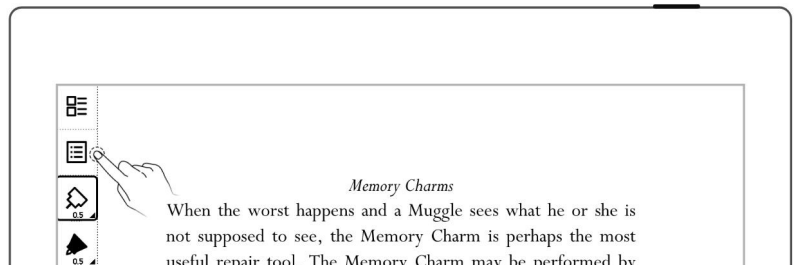 0.5
0.5
Memory Charms
When the worst happens and a Muggle sees what he or she is
not supposed to see, the Memory Charm is perhaps the most
useful repair tool. The Memory Charm may be performed by